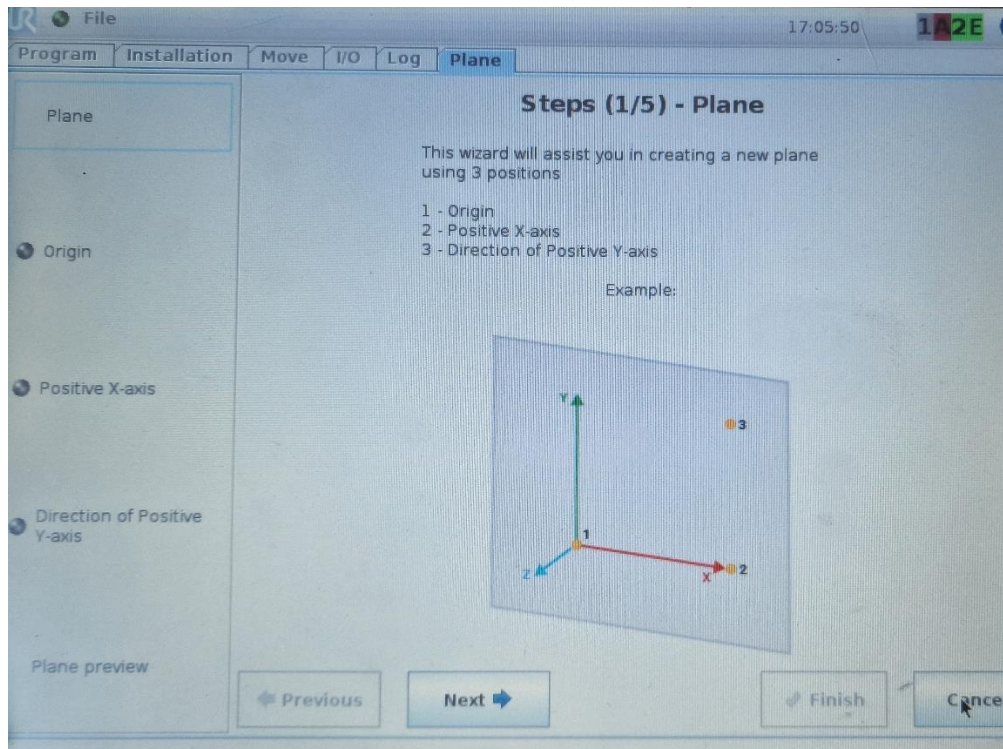 UR File 17:05:50 1A2E
Program Installation Move I/O Log Plane
Plane
Origin
Positive X-axis
Direction of Positive
Y-axis
Plane preview
Steps (1/5) - Plane
This wizard will assist you in creating a new plane
using 3 positions
1 - Origin
2 - Positive X-axis
3 - Direction of Positive Y-axis
Example:
Y
3
1
Z
X
2
Previous Next Finish Cance